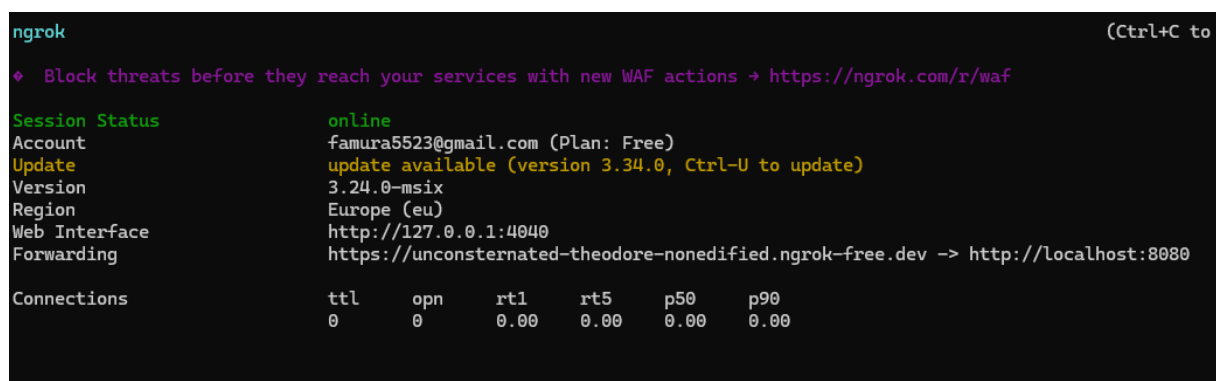 ngrok (Ctrl+C to
� Block threats before they reach your services with new WAF actions → https://ngrok.com/r/waf
Session Status online
Account famura5523@gmail.com (Plan: Free)
Update update available (version 3.34.0, Ctrl-U to update)
Version 3.24.0-msix
Region Europe (eu)
Web Interface http://127.0.0.1:4040
Forwarding https://unconsternated-theodore-nonedified.ngrok-free.dev -> http://localhost:8080
Connections ttl opn rt1 rt5 p50 p90
0 0 0.00 0.00 0.00 0.00